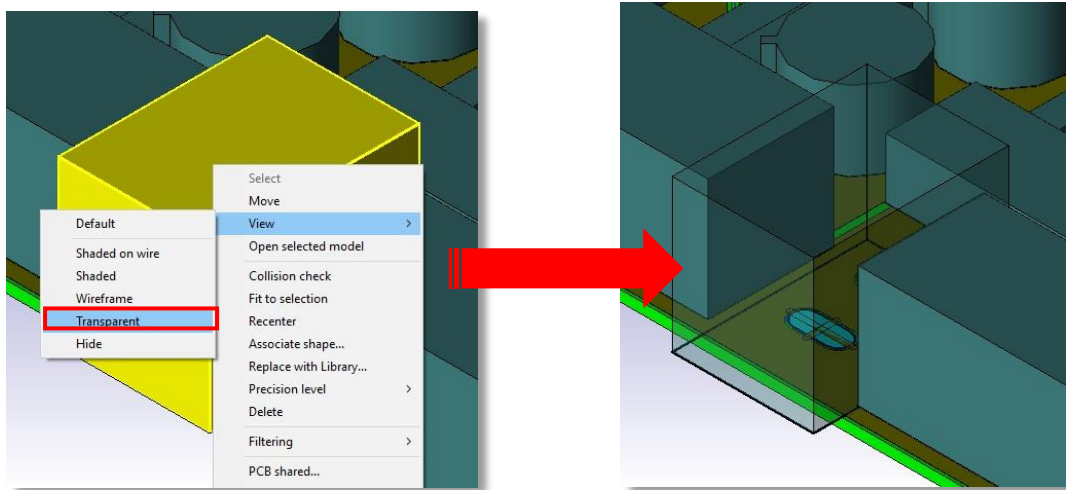 Select
Move
View
Open selected model
Collision check
Fit to selection
Recenter
Associate shape...
Replace with Library...
Precision level
Delete
Filtering
PCB shared...
Default
Shaded on wire
Shaded
Wireframe
Transparent
Hide